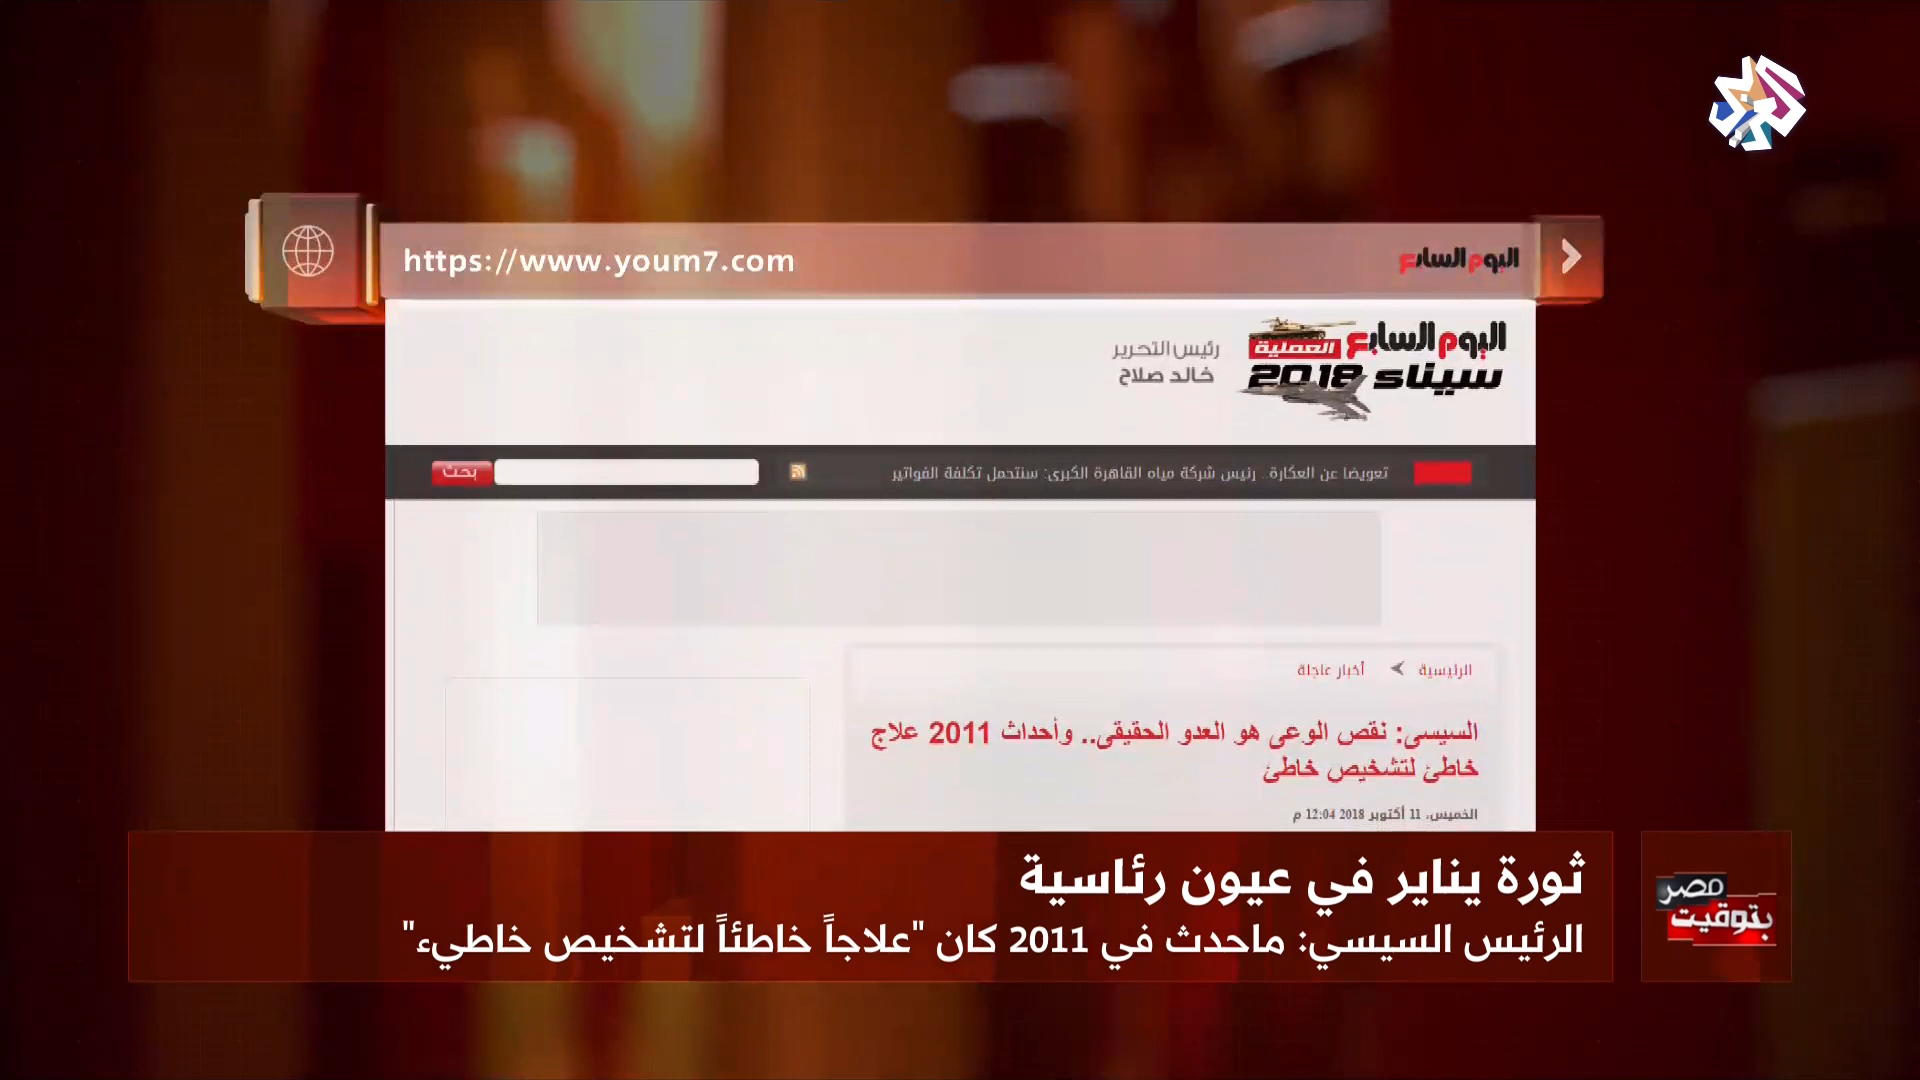 https://www.youm7.com
اليوم السابع
اليوم السابع
العملية
سيناء 2018
رئيس التحرير
خالد صلاح
تعويضا عن العكارة.. رئيس شركة مياه القاهرة الكبرى: سنتحمل تكلفة الفواتير
بحث
الرئيسية
أخبار عاجلة
السيسى: نقص الوعى هو العدو الحقيقى.. وأحداث 2011 علاج
خاطئ لتشخيص خاطئ
الخميس، 11 أكتوبر 2018 12:04 م
ثورة يناير في عيون رئاسية
الرئيس السيسي: ماحدث في 2011 كان "علاجاً خاطئاً لتشخيص خاطيء"
مصر
بتوقيت